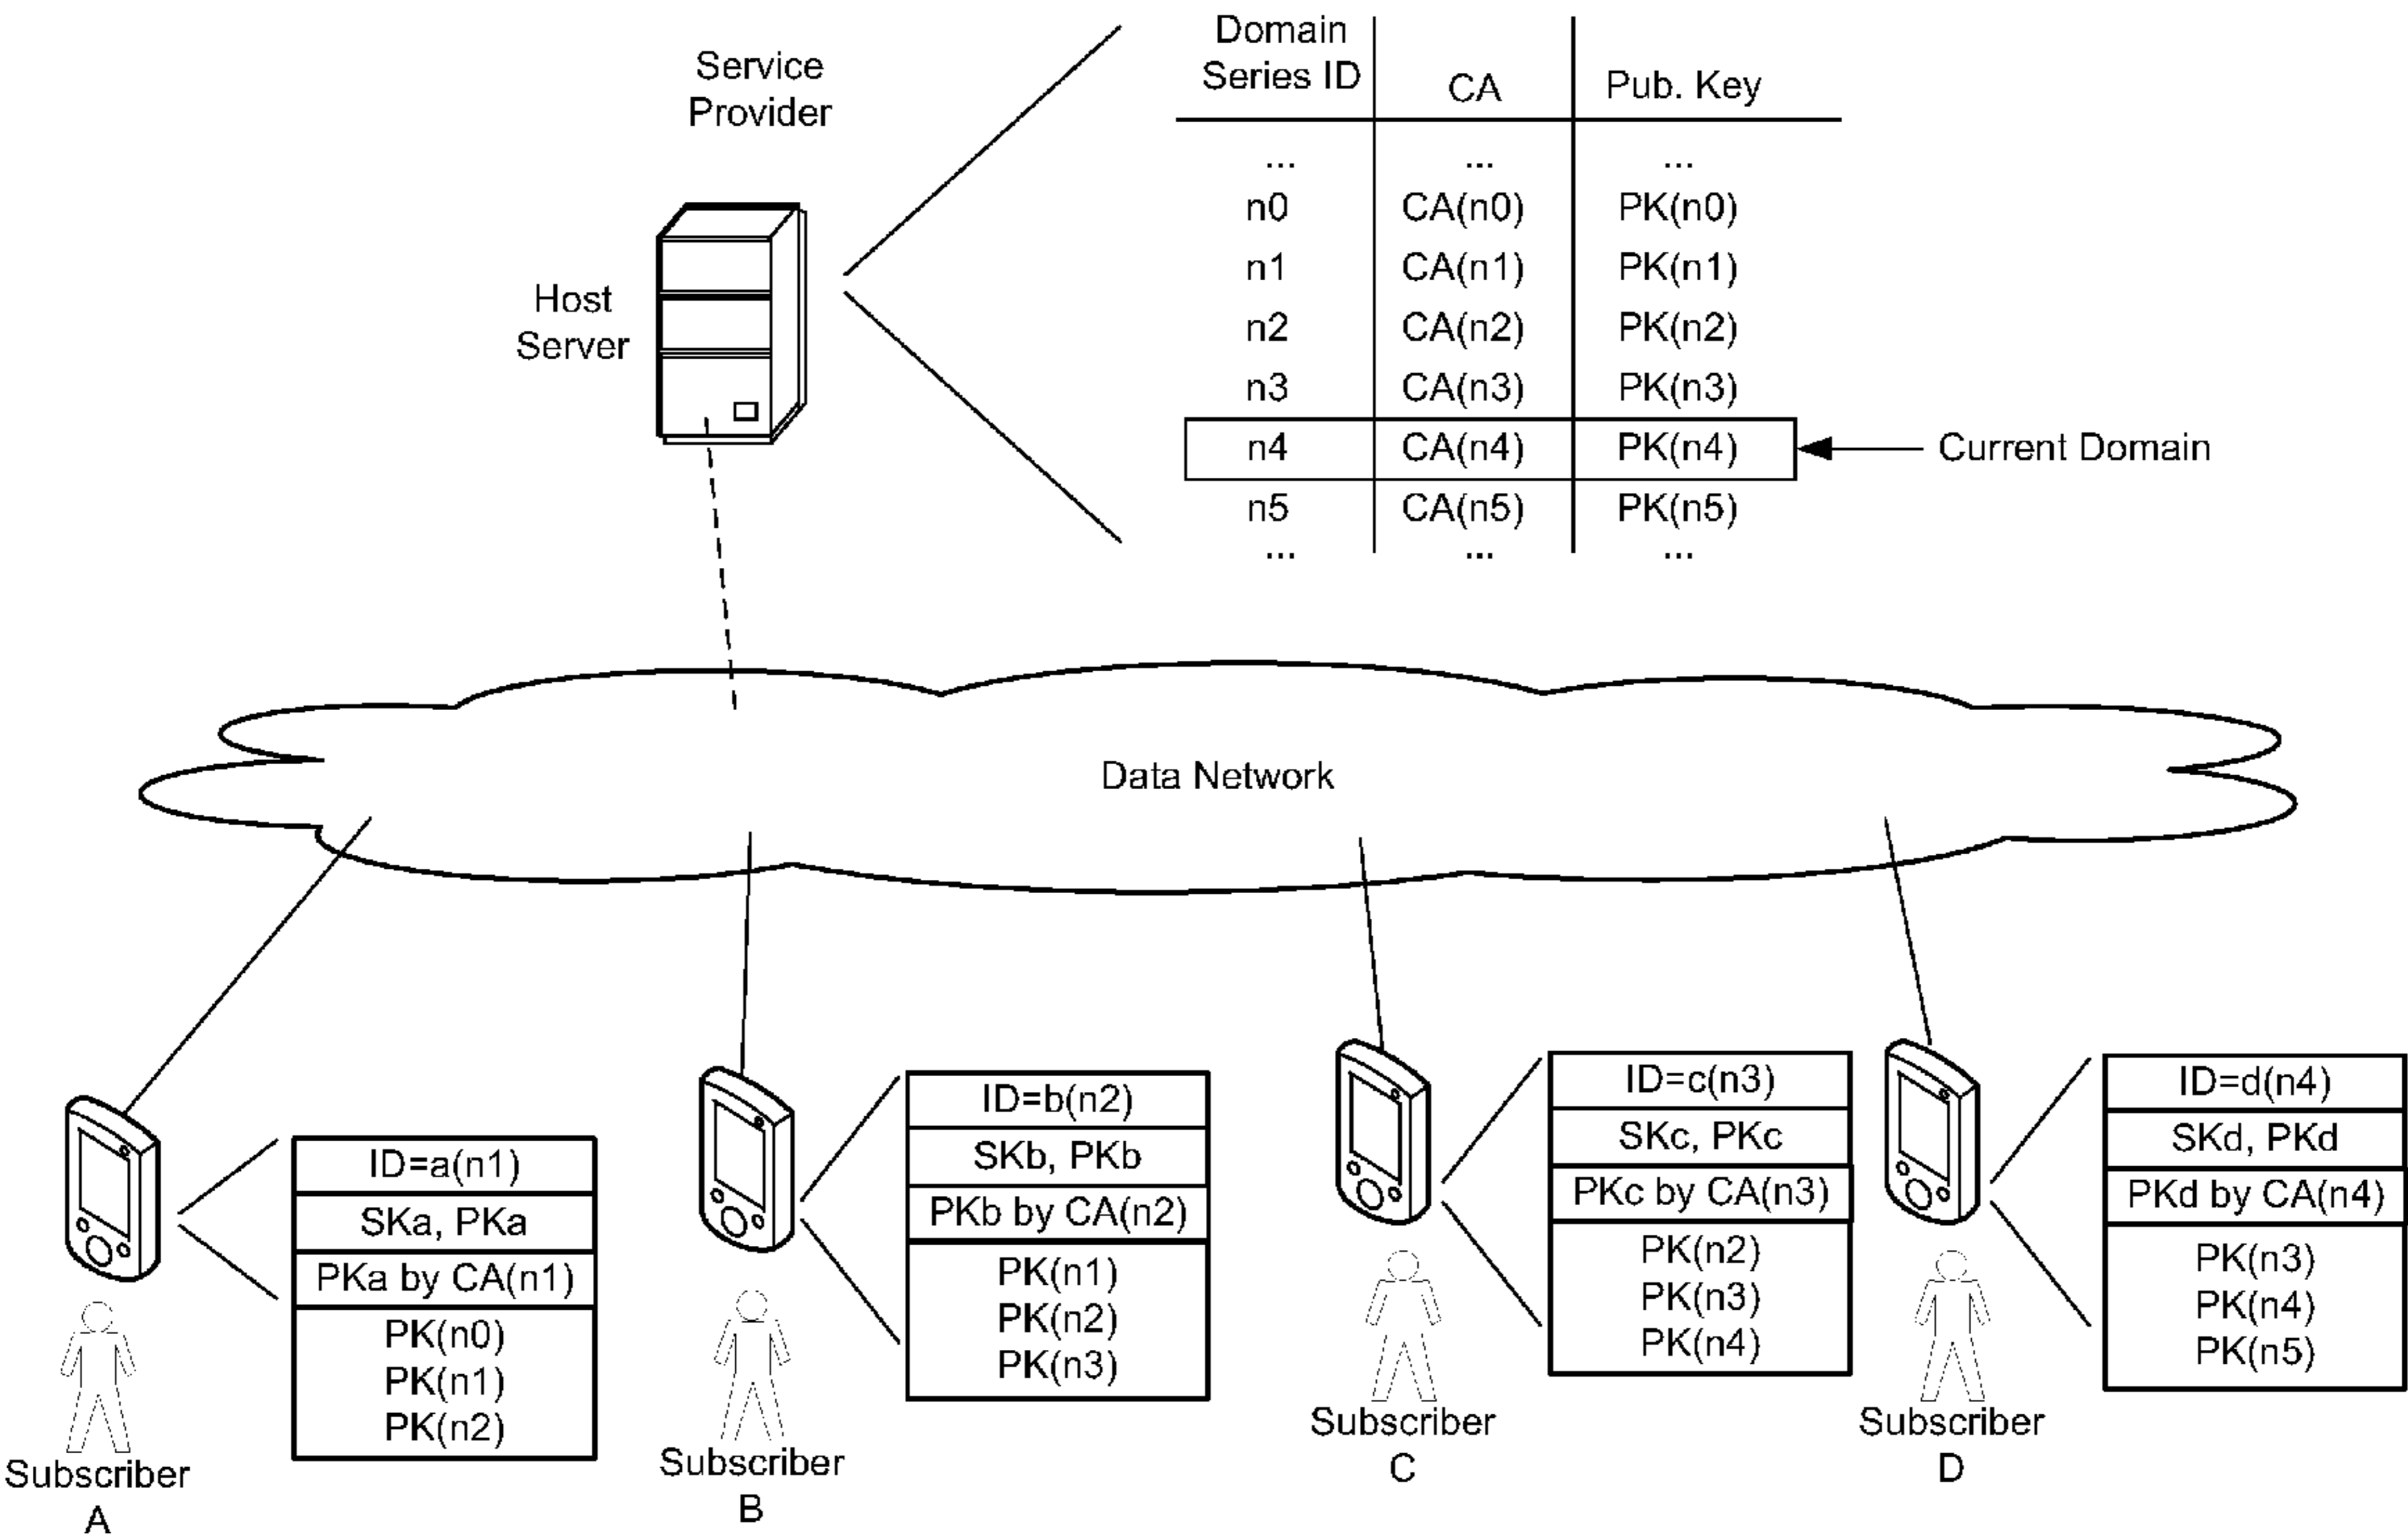 Service
Provider
Host
Server
Domain
Series ID
CA
Pub. Key
... ... ...
n0 CA(n0) PK(n0)
n1 CA(n1) PK(n1)
n2 CA(n2) PK(n2)
n3 CA(n3) PK(n3)
n4 CA(n4) PK(n4)
Current Domain
n5 CA(n5) PK(n5)
... ... ...
Data Network
ID=a(n1)
SKa, PKa
PKa by CA(n1)
PK(n0)
PK(n1)
PK(n2)
Subscriber
A
ID=b(n2)
SKb, PKb
PKb by CA(n2)
PK(n1)
PK(n2)
PK(n3)
Subscriber
B
ID=c(n3)
SKc, PKc
PKc by CA(n3)
PK(n2)
PK(n3)
PK(n4)
Subscriber
C
ID=d(n4)
SKd, PKd
PKd by CA(n4)
PK(n3)
PK(n4)
PK(n5)
Subscriber
D